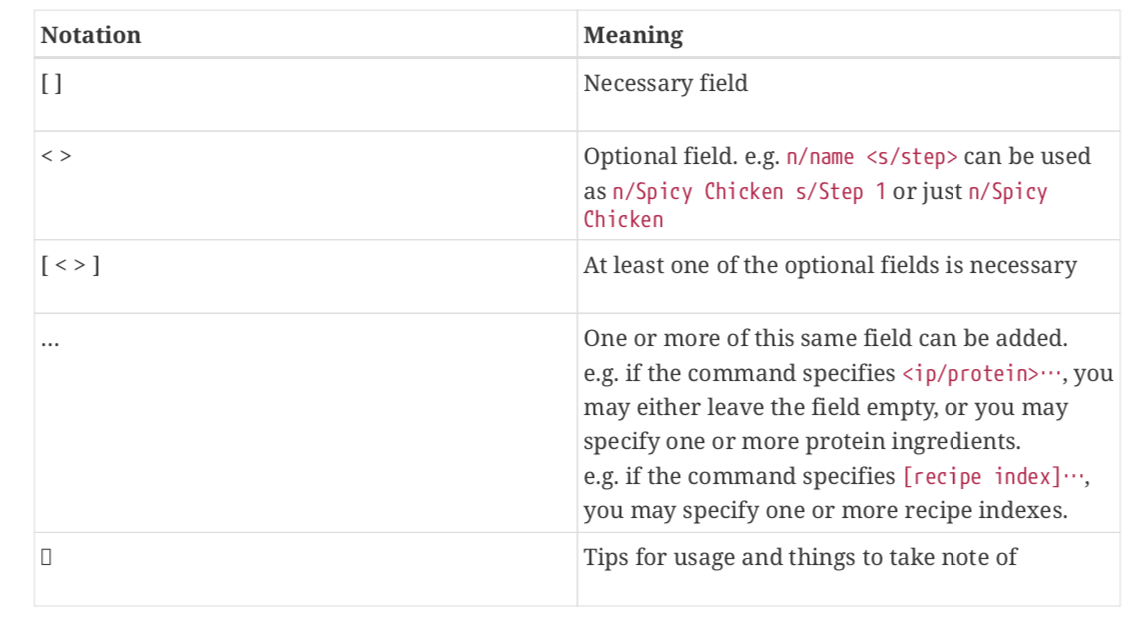 Notation Meaning
[ ] Necessary field
< > Optional field. e.g. n/name <s/step> can be used
as n/Spicy Chicken s/Step 1 or just n/Spicy
Chicken
[ < > ] At least one of the optional fields is necessary
… One or more of this same field can be added.
e.g. if the command specifies <ip/protein>…, you
may either leave the field empty, or you may
specify one or more protein ingredients.
e.g. if the command specifies [recipe index]…,
you may specify one or more recipe indexes.
▯ Tips for usage and things to take note of